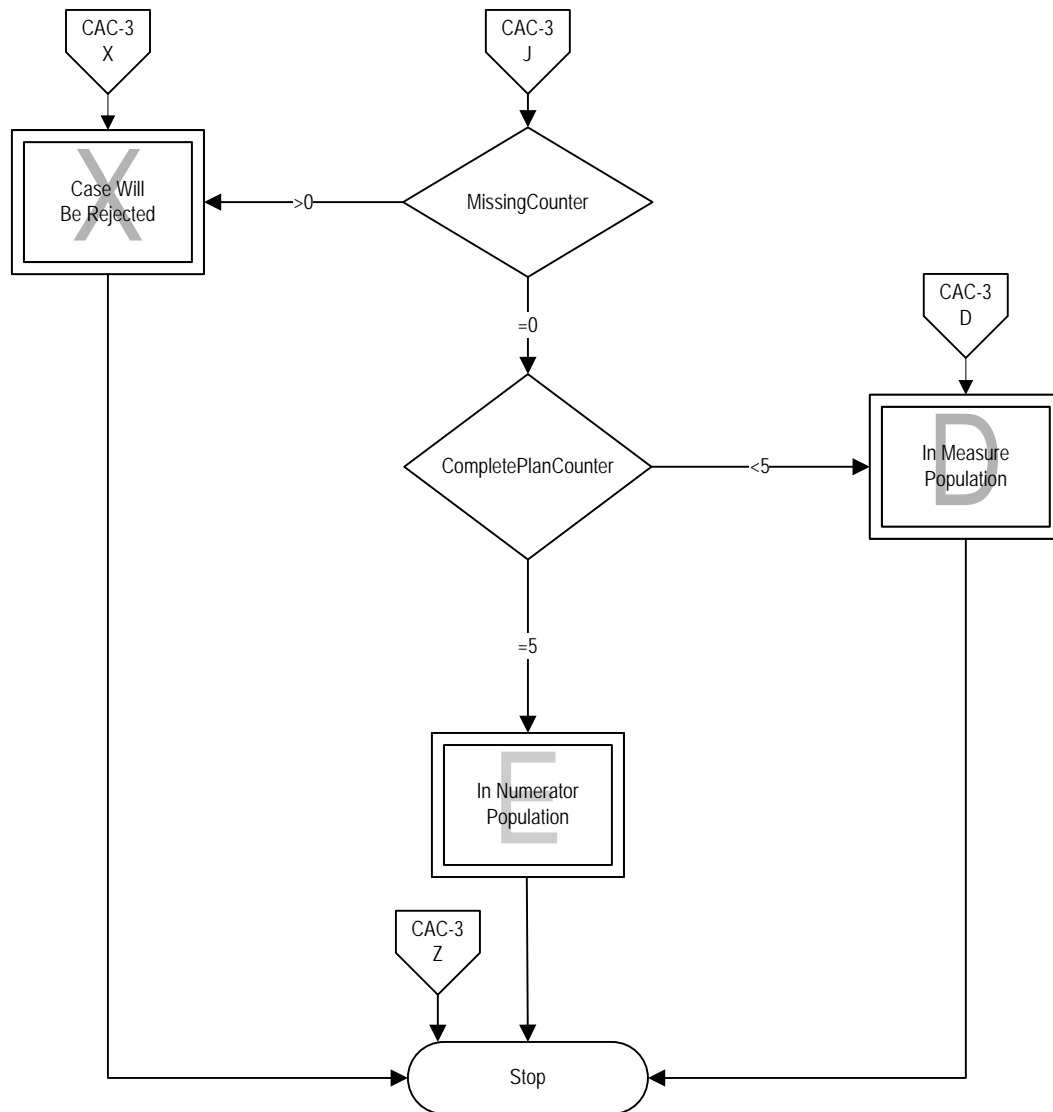 CAC-3
X
CAC-3
J
X
Case Will
Be Rejected
>0
MissingCounter
=0
CAC-3
D
CompletePlanCounter
<5
D
In Measure
Population
=5
E
In Numerator
Population
CAC-3
Z
Stop